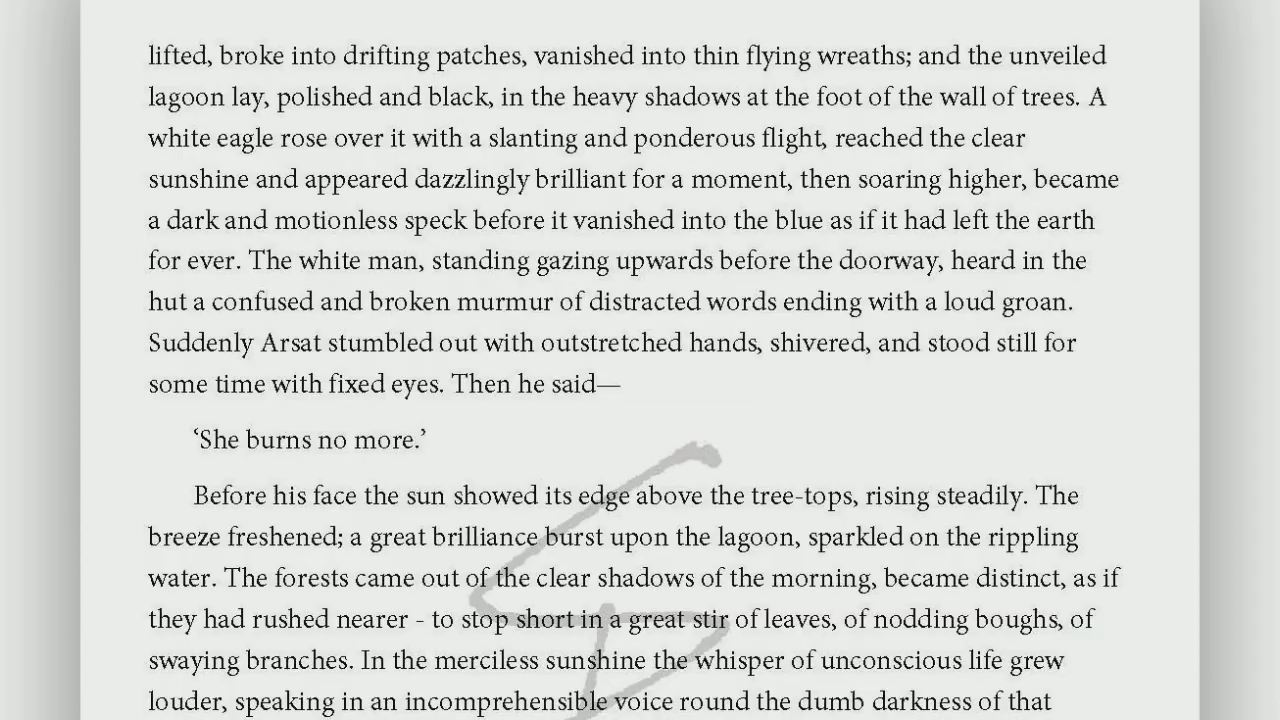 lifted, broke into drifting patches, vanished into thin flying wreaths; and the unveiled
lagoon lay, polished and black, in the heavy shadows at the foot of the wall of trees. A
white eagle rose over it with a slanting and ponderous flight, reached the clear
sunshine and appeared dazzlingly brilliant for a moment, then soaring higher, became
a dark and motionless speck before it vanished into the blue as if it had left the earth
for ever. The white man, standing gazing upwards before the doorway, heard in the
hut a confused and broken murmur of distracted words ending with a loud groan.
Suddenly Arsat stumbled out with outstretched hands, shivered, and stood still for
some time with fixed eyes. Then he said—
‘She burns no more.’
Before his face the sun showed its edge above the tree-tops, rising steadily. The
breeze freshened; a great brilliance burst upon the lagoon, sparkled on the rippling
water. The forests came out of the clear shadows of the morning, became distinct, as if
they had rushed nearer - to stop short in a great stir of leaves, of nodding boughs, of
swaying branches. In the merciless sunshine the whisper of unconscious life grew
louder, speaking in an incomprehensible voice round the dumb darkness of that